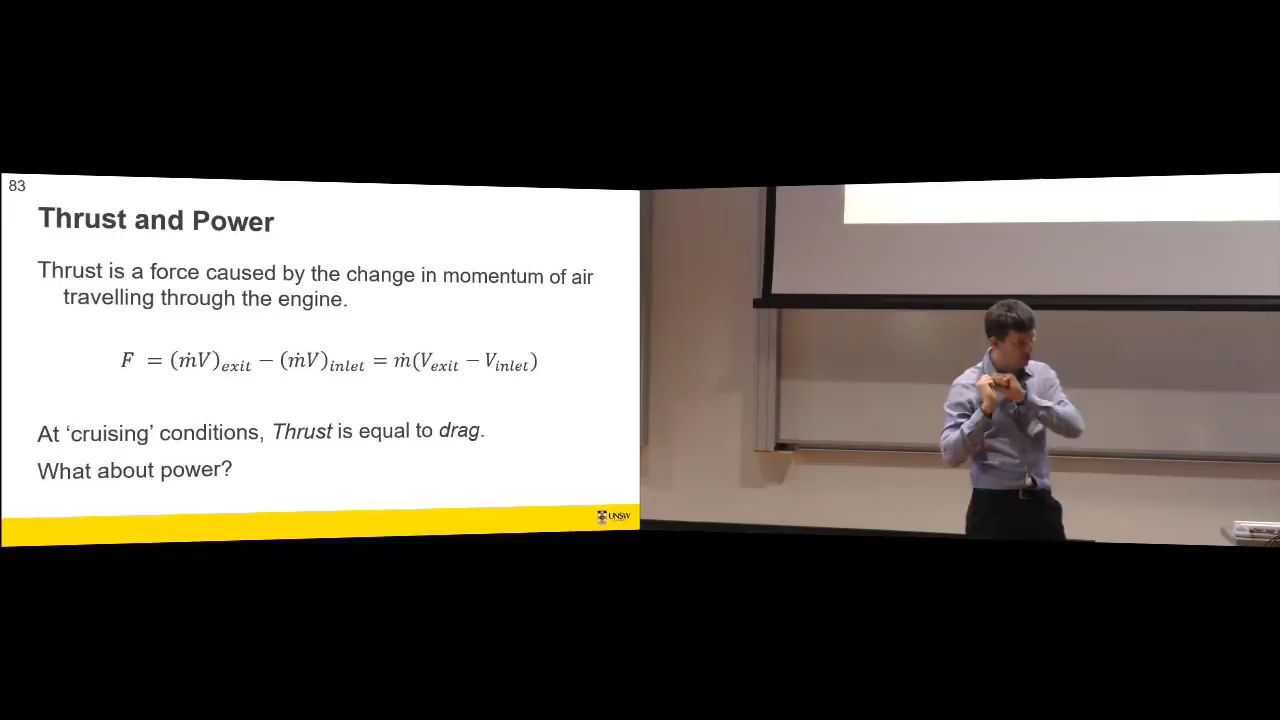 83
Thrust and Power
Thrust is a force caused by the change in momentum of air
travelling through the engine.
F = (ṁV)exit − (ṁV)inlet = ṁ(Vexit − Vinlet)
At ‘cruising’ conditions, Thrust is equal to drag.
What about power?
UNSW